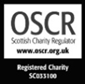 OSCR
Scottish Charity Regulator
www.oscr.org.uk
Registered Charity
SC033100